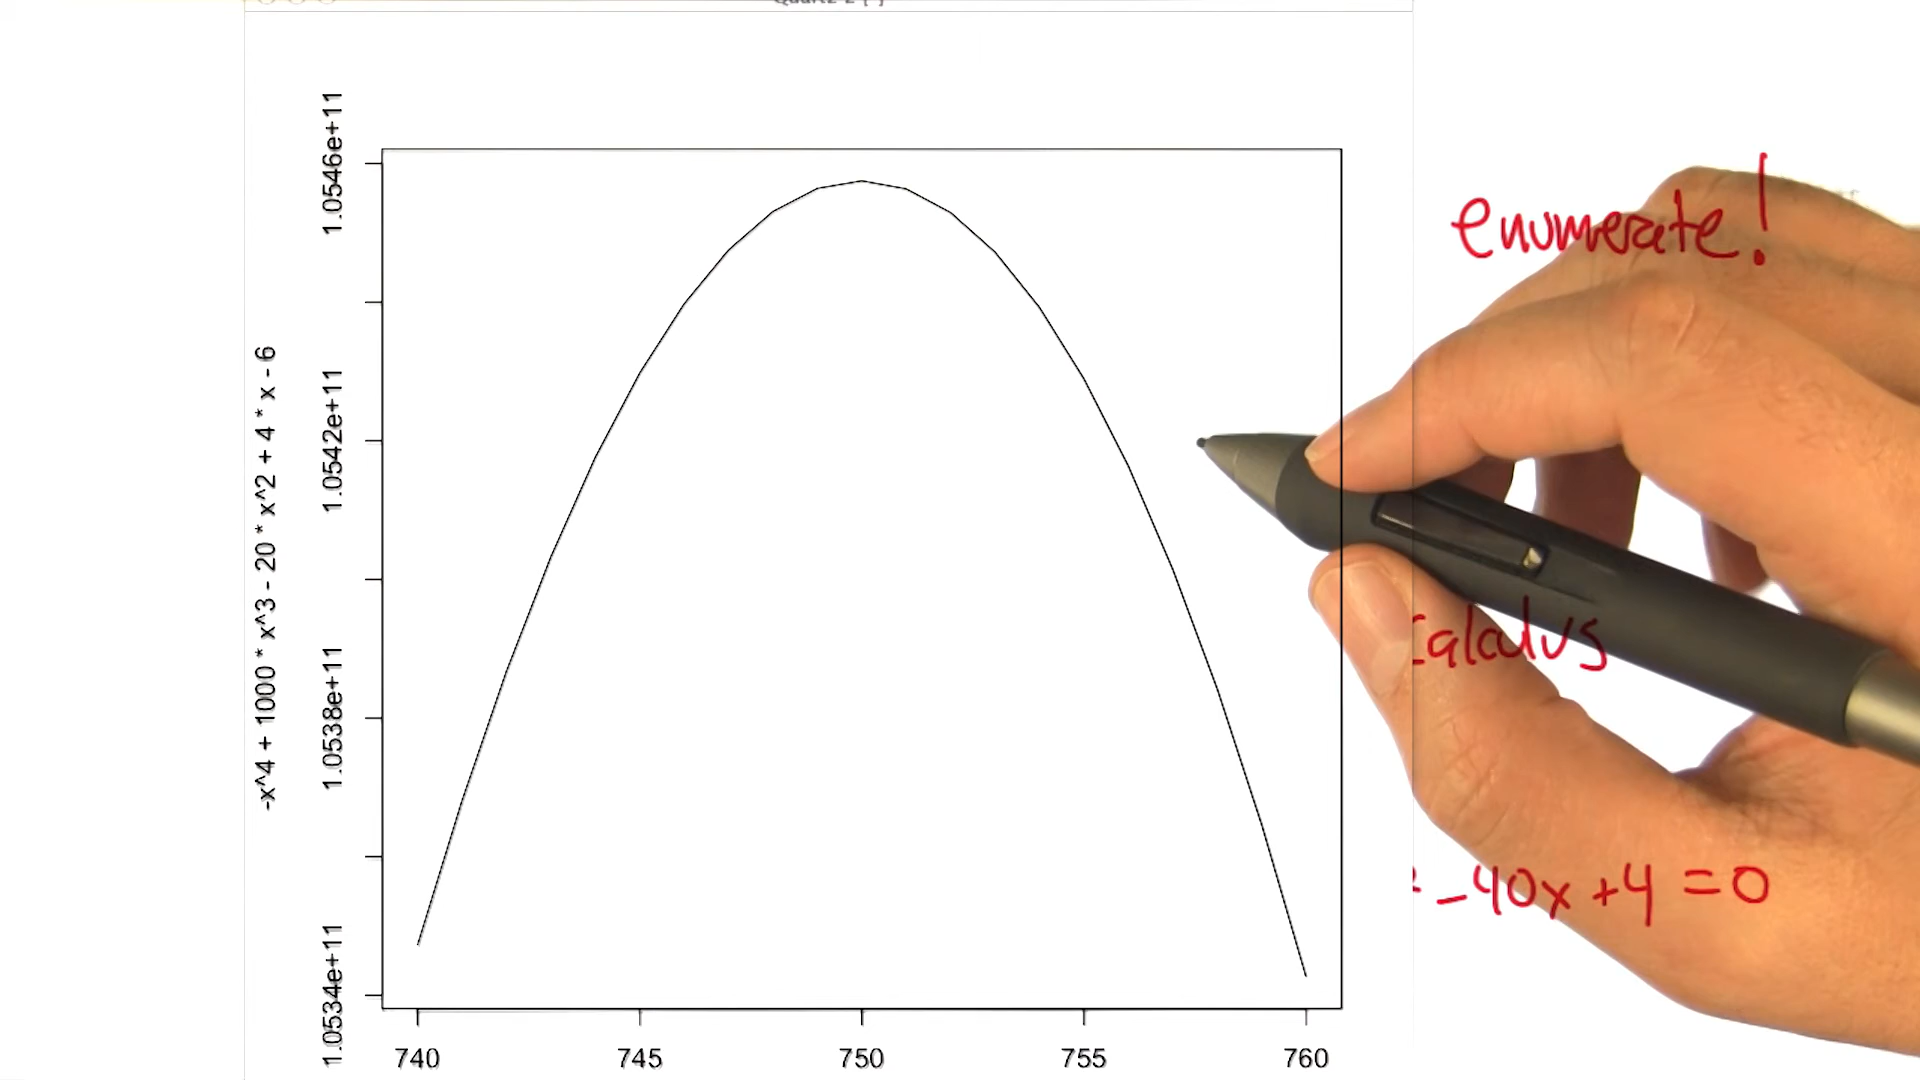 1.0546e+11
1.0542e+11
1.0538e+11
1.0534e+11
-x^4 + 1000 * x^3 - 20 * x^2 + 4 * x - 6
740 745 750 755 760
enumerate!
calculus
-40x +4 =0